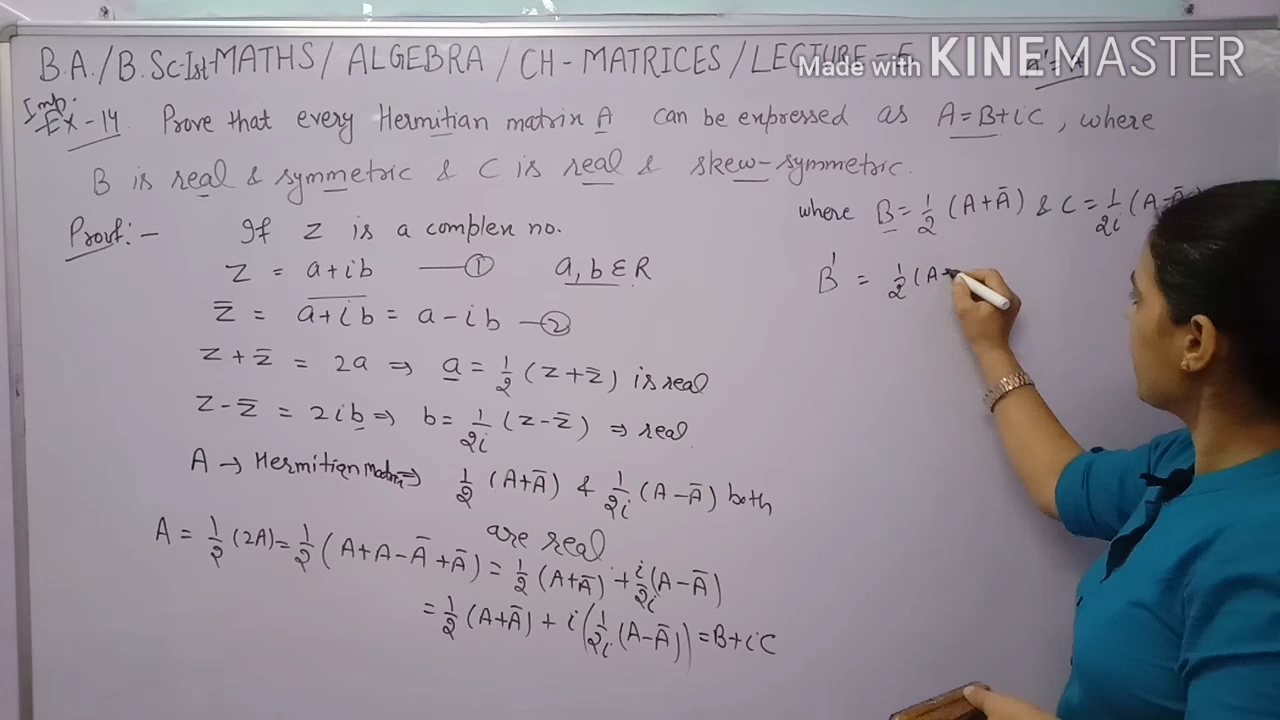 B.A./B.Sc-Ist MATHS / ALGEBRA / CH - MATRICES / LECTURE - 5
Made with KINEMASTER
Imp.
Ex - 14 Prove that every Hermitian matrix A can be expressed as A = B + iC, where
B is real & symmetric & C is real & skew-symmetric.
where B = 1/2 (A + Ā) & C = 1/2i (A - Ā)
Proof:- If Z is a complex no.
Z = a + ib —① a, b ∈ R
Z̄ = \overline{a + ib} = a - ib —②
B' = 1/2 (A +
Z + Z̄ = 2a ⇒ a = 1/2 (Z + Z̄) is real
Z - Z̄ = 2ib ⇒ b = 1/2i (Z - Z̄) ⇒ real
A → Hermitian Matrix ⇒ 1/2 (A + Ā) & 1/2i (A - Ā) both
are real
A = 1/2 (2A) = 1/2 (A + A - Ā + Ā) = 1/2 (A + Ā) + i/2i (A - Ā)
= 1/2 (A + Ā) + i (1/2i (A - Ā)) = B + iC